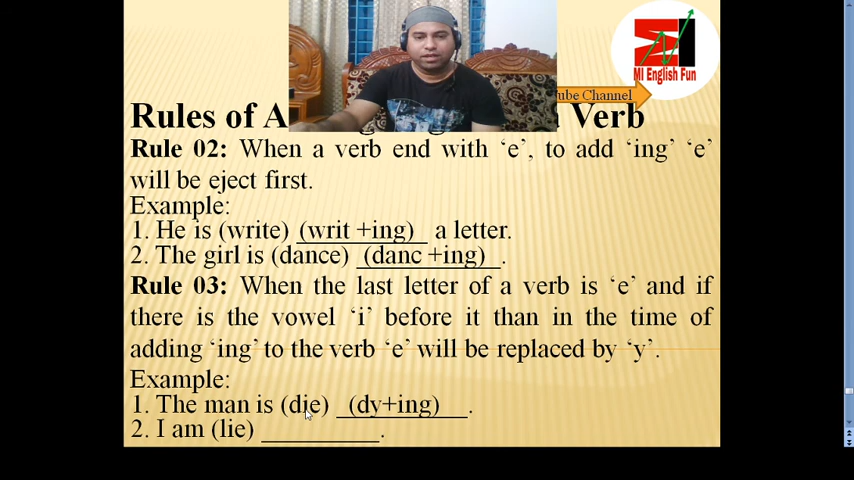 MI English Fun
ube Channel
Rules of A Verb
Rule 02: When a verb end with ‘e’, to add ‘ing’ ‘e’
will be eject first.
Example:
1. He is (write) (writ +ing) a letter.
2. The girl is (dance) (danc +ing) .
Rule 03: When the last letter of a verb is ‘e’ and if
there is the vowel ‘i’ before it than in the time of
adding ‘ing’ to the verb ‘e’ will be replaced by ‘y’.
Example:
1. The man is (die) (dy+ing) .
2. I am (lie) __________.